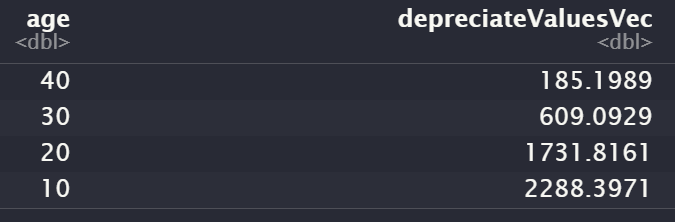 age depreciateValuesVec
<dbl> <dbl>
40 185.1989
30 609.0929
20 1731.8161
10 2288.3971